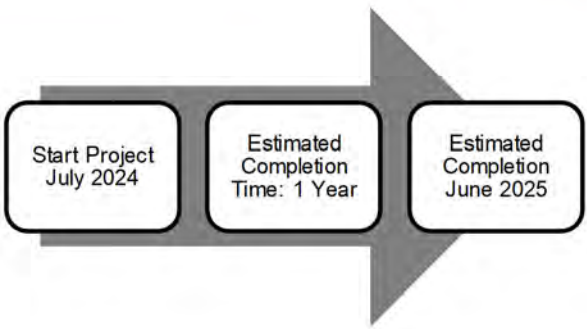 Start Project
July 2024
Estimated
Completion
Time: 1 Year
Estimated
Completion
June 2025